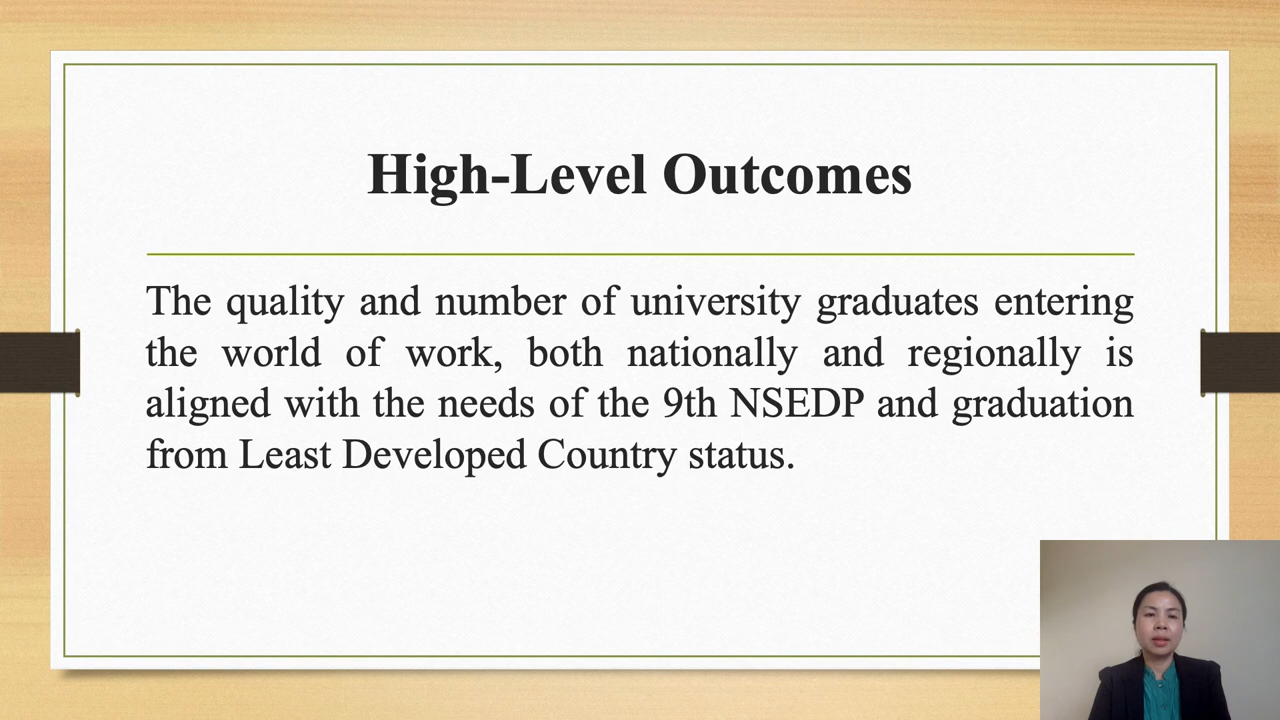 High-Level Outcomes
The quality and number of university graduates entering
the world of work, both nationally and regionally is
aligned with the needs of the 9th NSEDP and graduation
from Least Developed Country status.